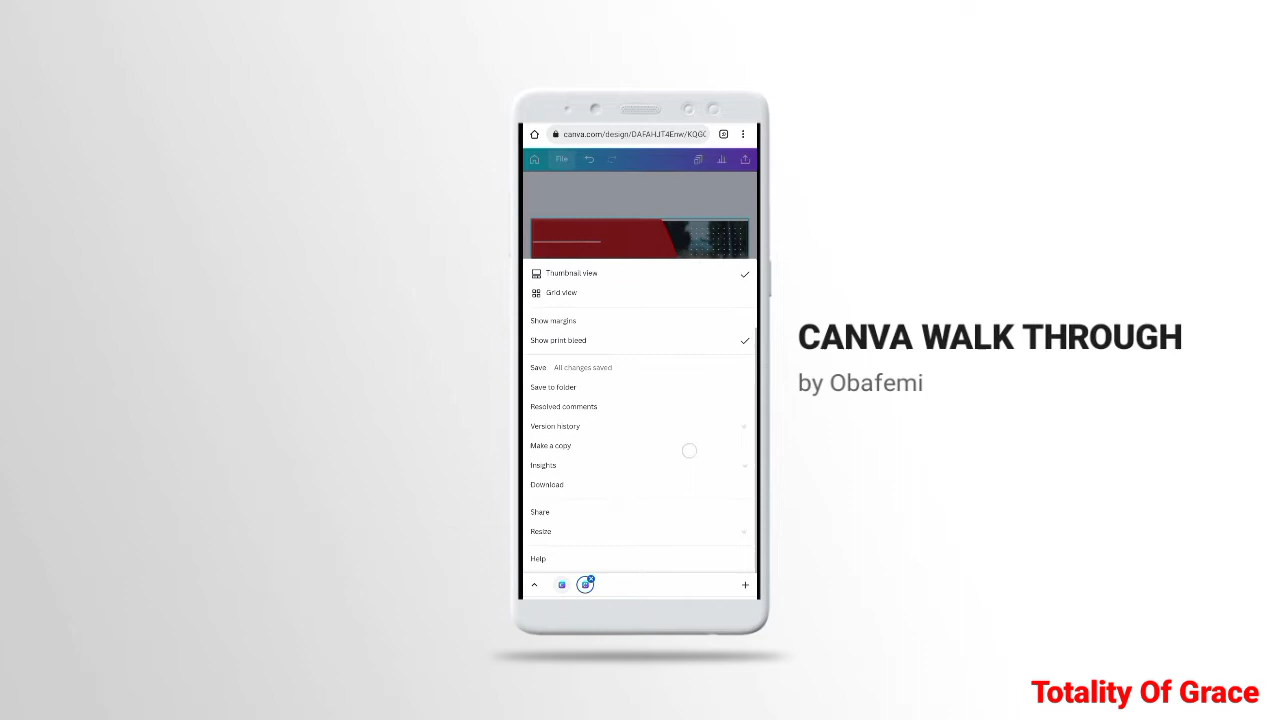 canva.com/design/DAFAHJT4Enw/KQG
File
Thumbnail view
Grid view
Show margins
Show print bleed
Save All changes saved
Save to folder
Resolved comments
Version history
Make a copy
Insights
Download
Share
Resize
Help
CANVA WALK THROUGH
by Obafemi
Totality Of Grace